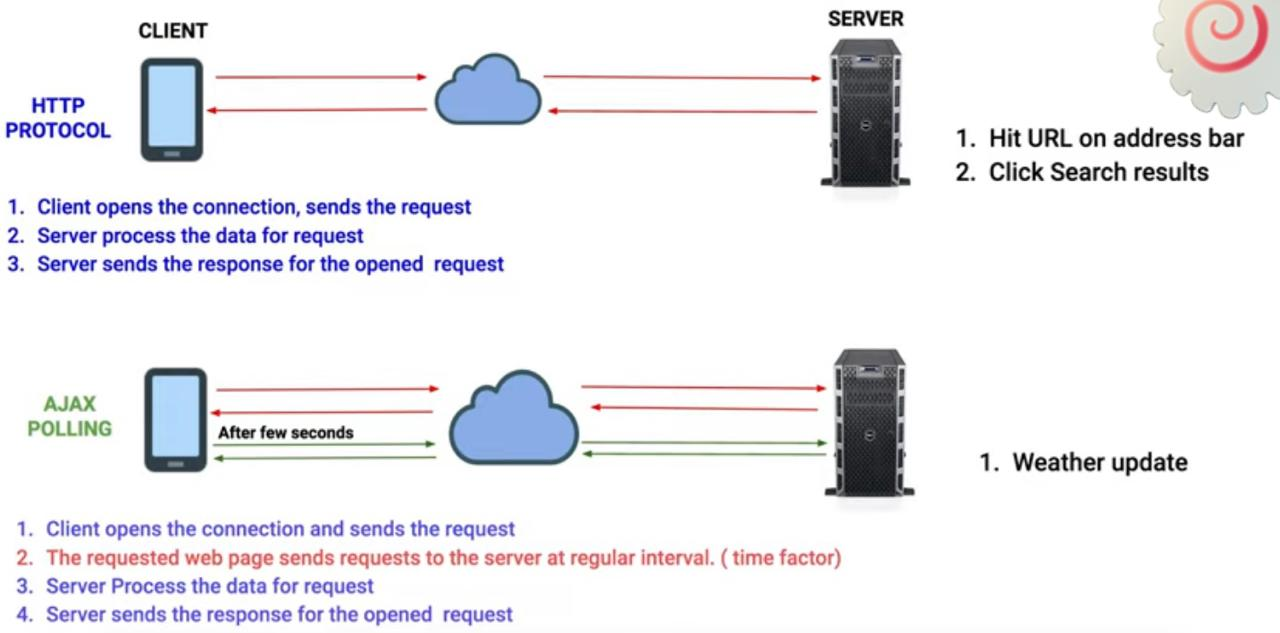 CLIENT
SERVER
HTTP
PROTOCOL
1. Hit URL on address bar
2. Click Search results
1. Client opens the connection, sends the request
2. Server process the data for request
3. Server sends the response for the opened request
AJAX
POLLING
After few seconds
1. Weather update
1. Client opens the connection and sends the request
2. The requested web page sends requests to the server at regular interval. ( time factor)
3. Server Process the data for request
4. Server sends the response for the opened request